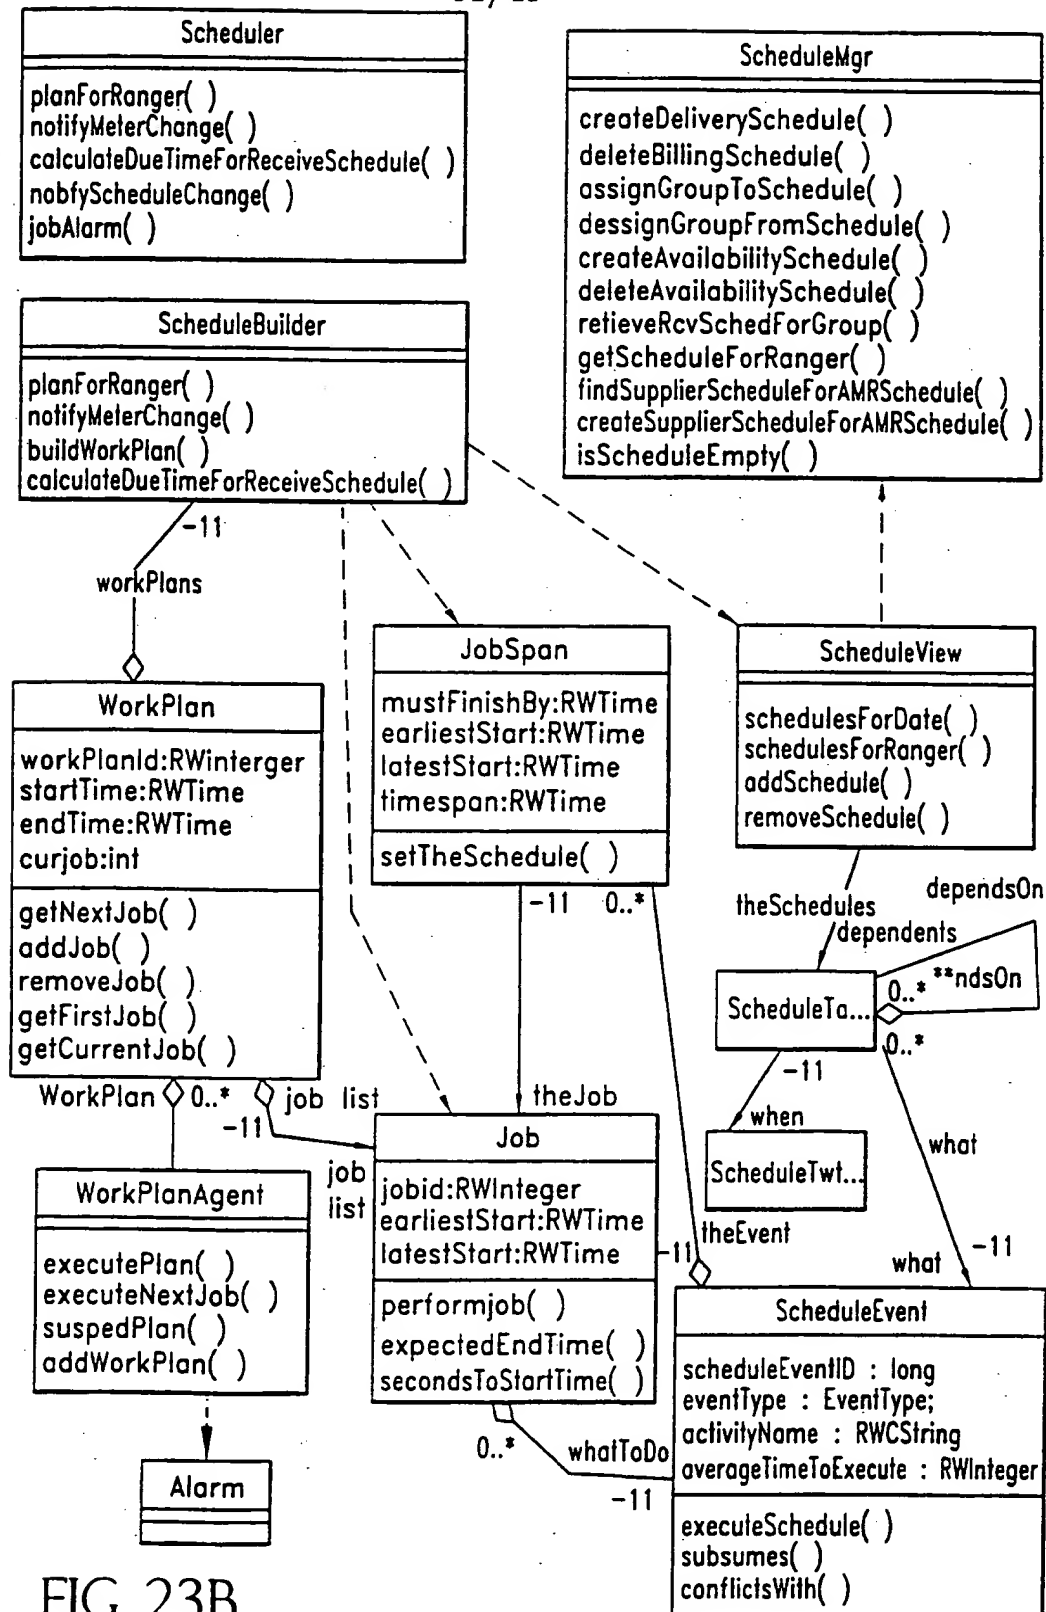 Scheduler
planForRanger( )
notifyMeterChange( )
calculateDueTimeForReceiveSchedule( )
nobfyScheduleChange( )
jobAlarm( )
ScheduleMgr
createDeliverySchedule( )
deleteBillingSchedule( )
assignGroupToSchedule( )
dessignGroupFromSchedule( )
createAvailabilitySchedule( )
deleteAvailabilitySchedule( )
retieveRcvSchedForGroup( )
getScheduleForRanger( )
findSupplierScheduleForAMRSchedule( )
createSupplierScheduleForAMRSchedule( )
isScheduleEmpty( )
ScheduleBuilder
planForRanger( )
notifyMeterChange( )
buildWorkPlan( )
calculateDueTimeForReceiveSchedule( )
-11
workPlans
WorkPlan
workPlanId:RWinterger
startTime:RWTime
endTime:RWTime
curjob:int
getNextJob( )
addJob( )
removeJob( )
getFirstJob( )
getCurrentJob( )
JobSpan
mustFinishBy:RWTime
earliestStart:RWTime
latestStart:RWTime
timespan:RWTime
setTheSchedule( )
-11 0..*
ScheduleView
schedulesForDate( )
schedulesForRanger( )
addSchedule( )
removeSchedule( )
theSchedules
dependsOn
dependents
ScheduleTa...
0..* **ndsOn
0..*
-11
when
ScheduleTwt...
what
WorkPlan 0..* job list
-11
job
list
theJob
Job
jobid:RWInteger
earliestStart:RWTime
latestStart:RWTime
performjob( )
expectedEndTime( )
secondsToStartTime( )
-11
theEvent
what
-11
WorkPlanAgent
executePlan( )
executeNextJob( )
suspedPlan( )
addWorkPlan( )
Alarm
0..*
whatToDo
-11
ScheduleEvent
scheduleEventID : long
eventType : EventType;
activityName : RWCString
averageTimeToExecute : RWInteger
executeSchedule( )
subsumes( )
conflictsWith( )
FIG. 23B